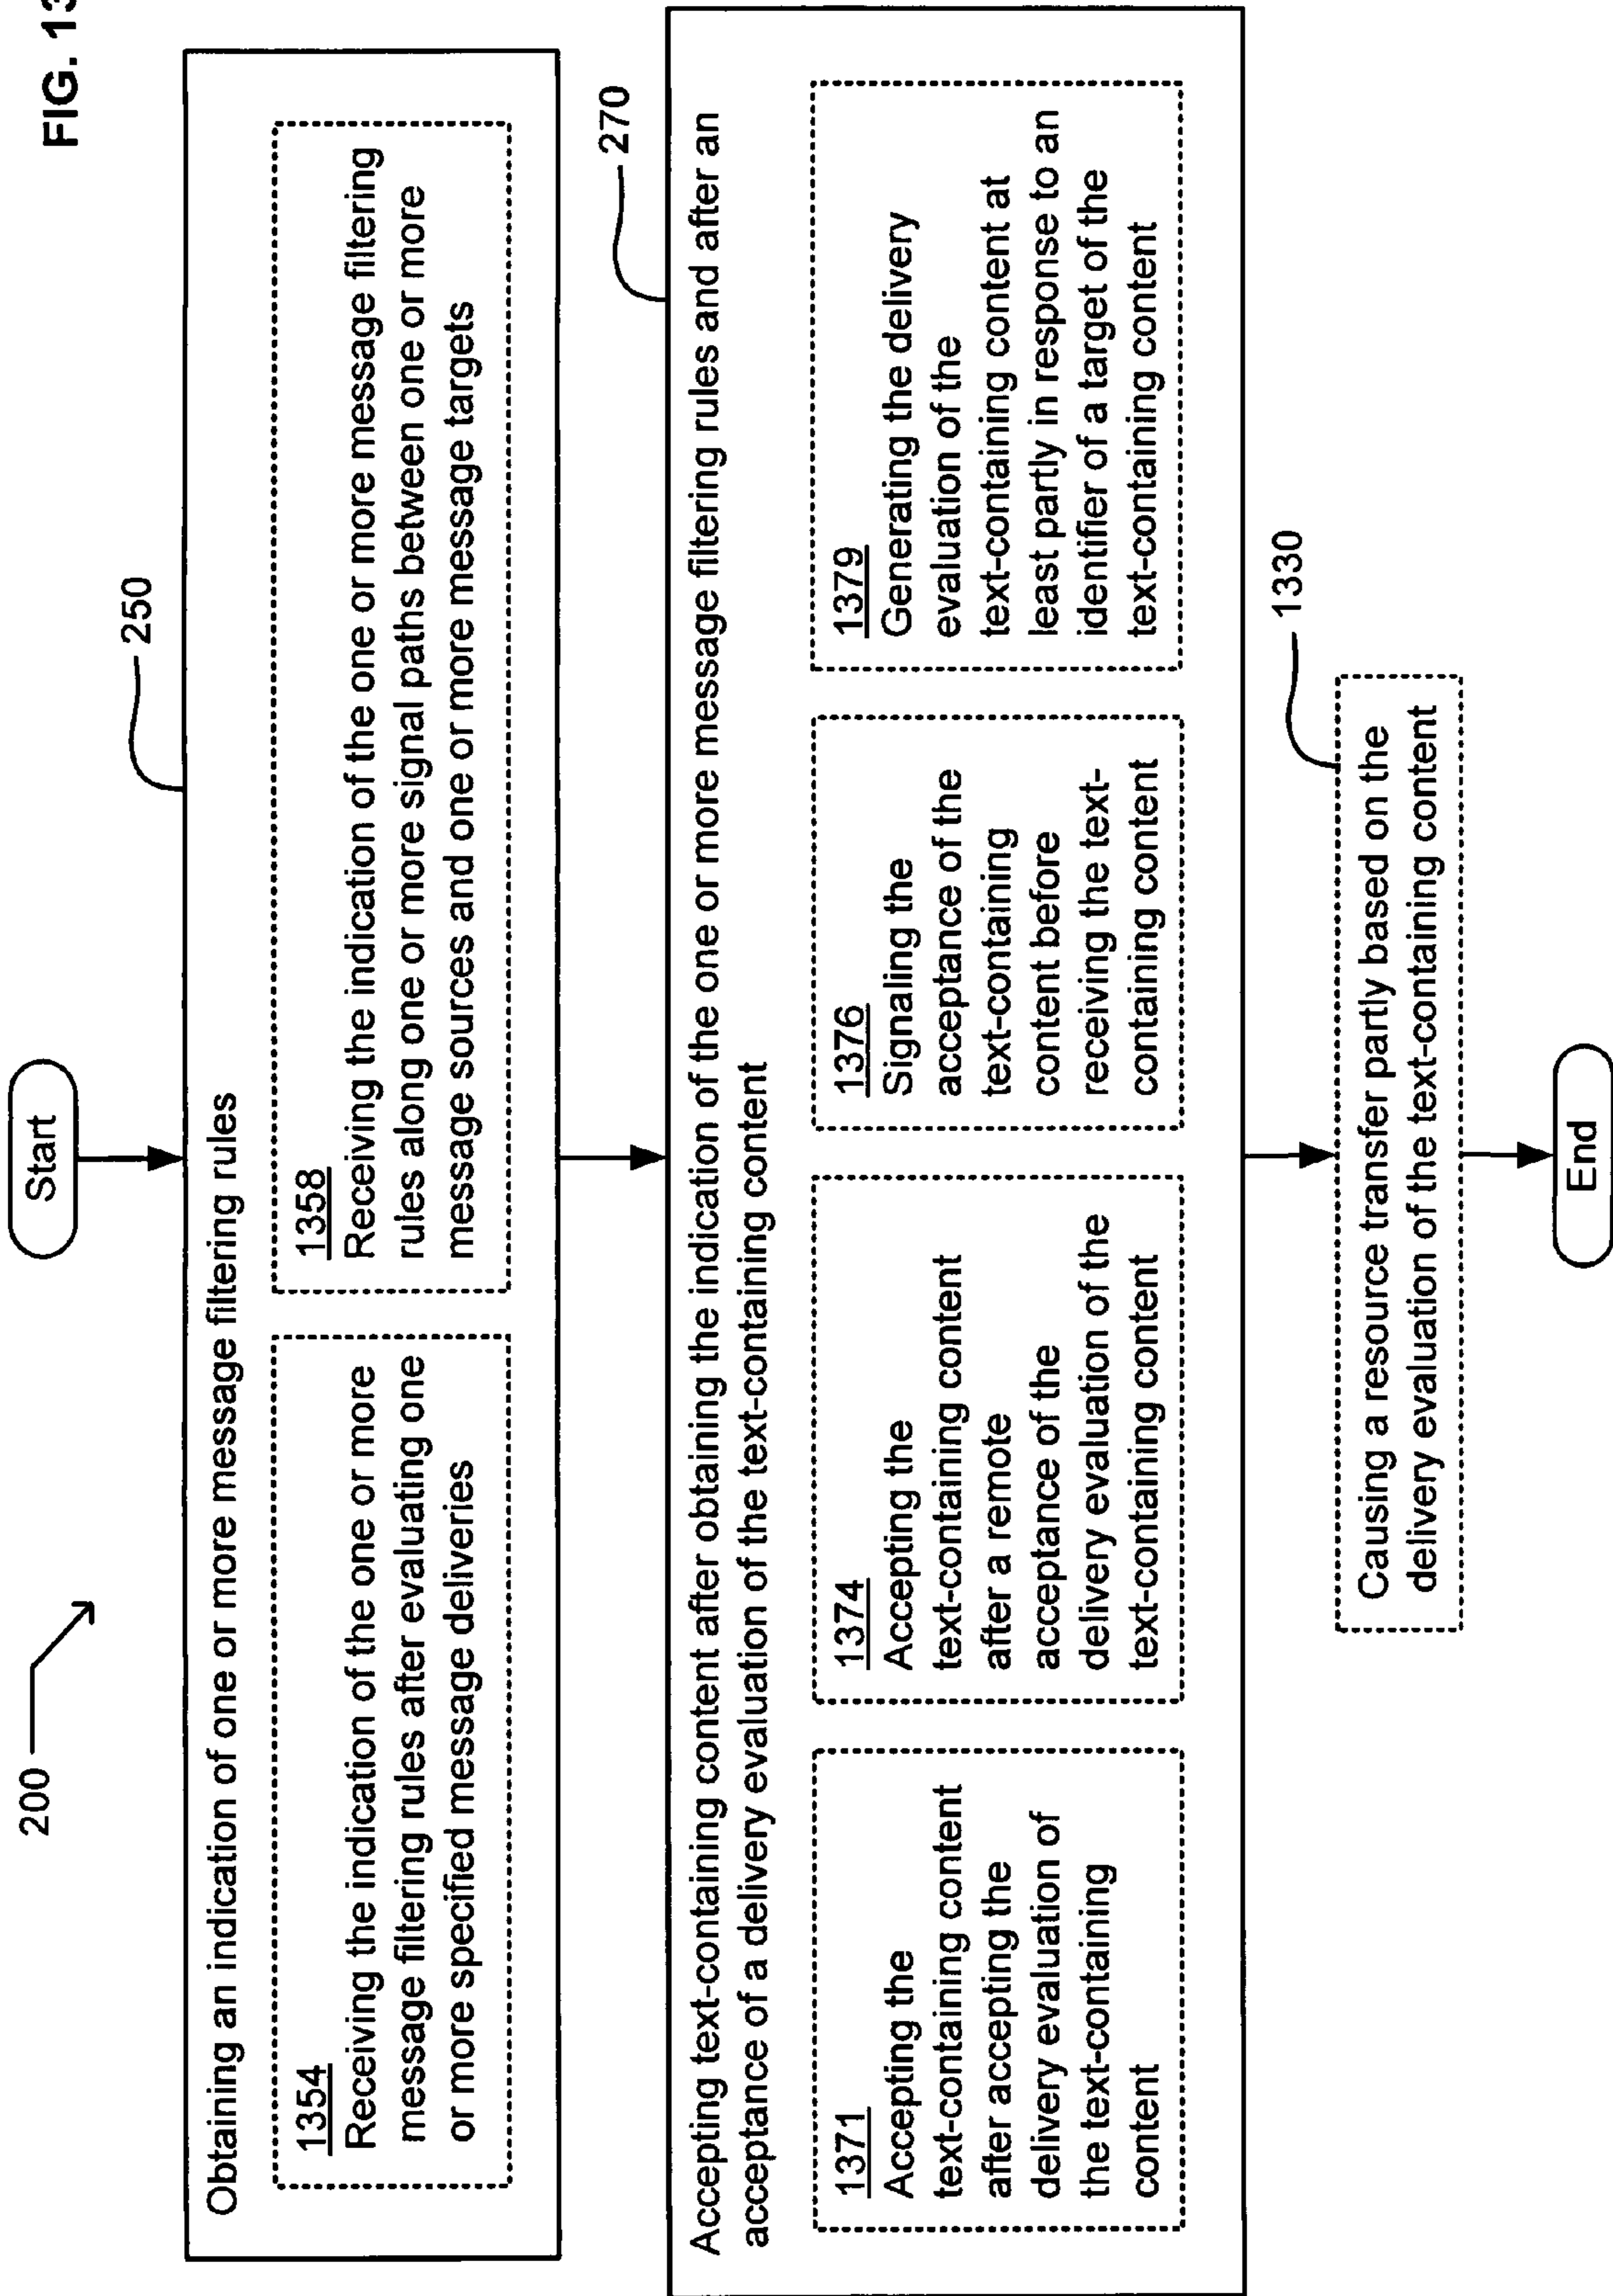 FIG. 13
200
Start
250
Obtaining an indication of one or more message filtering rules
1354
Receiving the indication of the one or more
message filtering rules after evaluating one
or more specified message deliveries
1358
Receiving the indication of the one or more message filtering
rules along one or more signal paths between one or more
message sources and one or more message targets
270
Accepting text-containing content after obtaining the indication of the one or more message filtering rules and after an
acceptance of a delivery evaluation of the text-containing content
1371
Accepting the
text-containing content
after accepting the
delivery evaluation of
the text-containing
content
1374
Accepting the
text-containing content
after a remote
acceptance of the
delivery evaluation of the
text-containing content
1376
Signaling the
acceptance of the
text-containing
content before
receiving the text-
containing content
1379
Generating the delivery
evaluation of the
text-containing content at
least partly in response to an
identifier of a target of the
text-containing content
1330
Causing a resource transfer partly based on the
delivery evaluation of the text-containing content
End